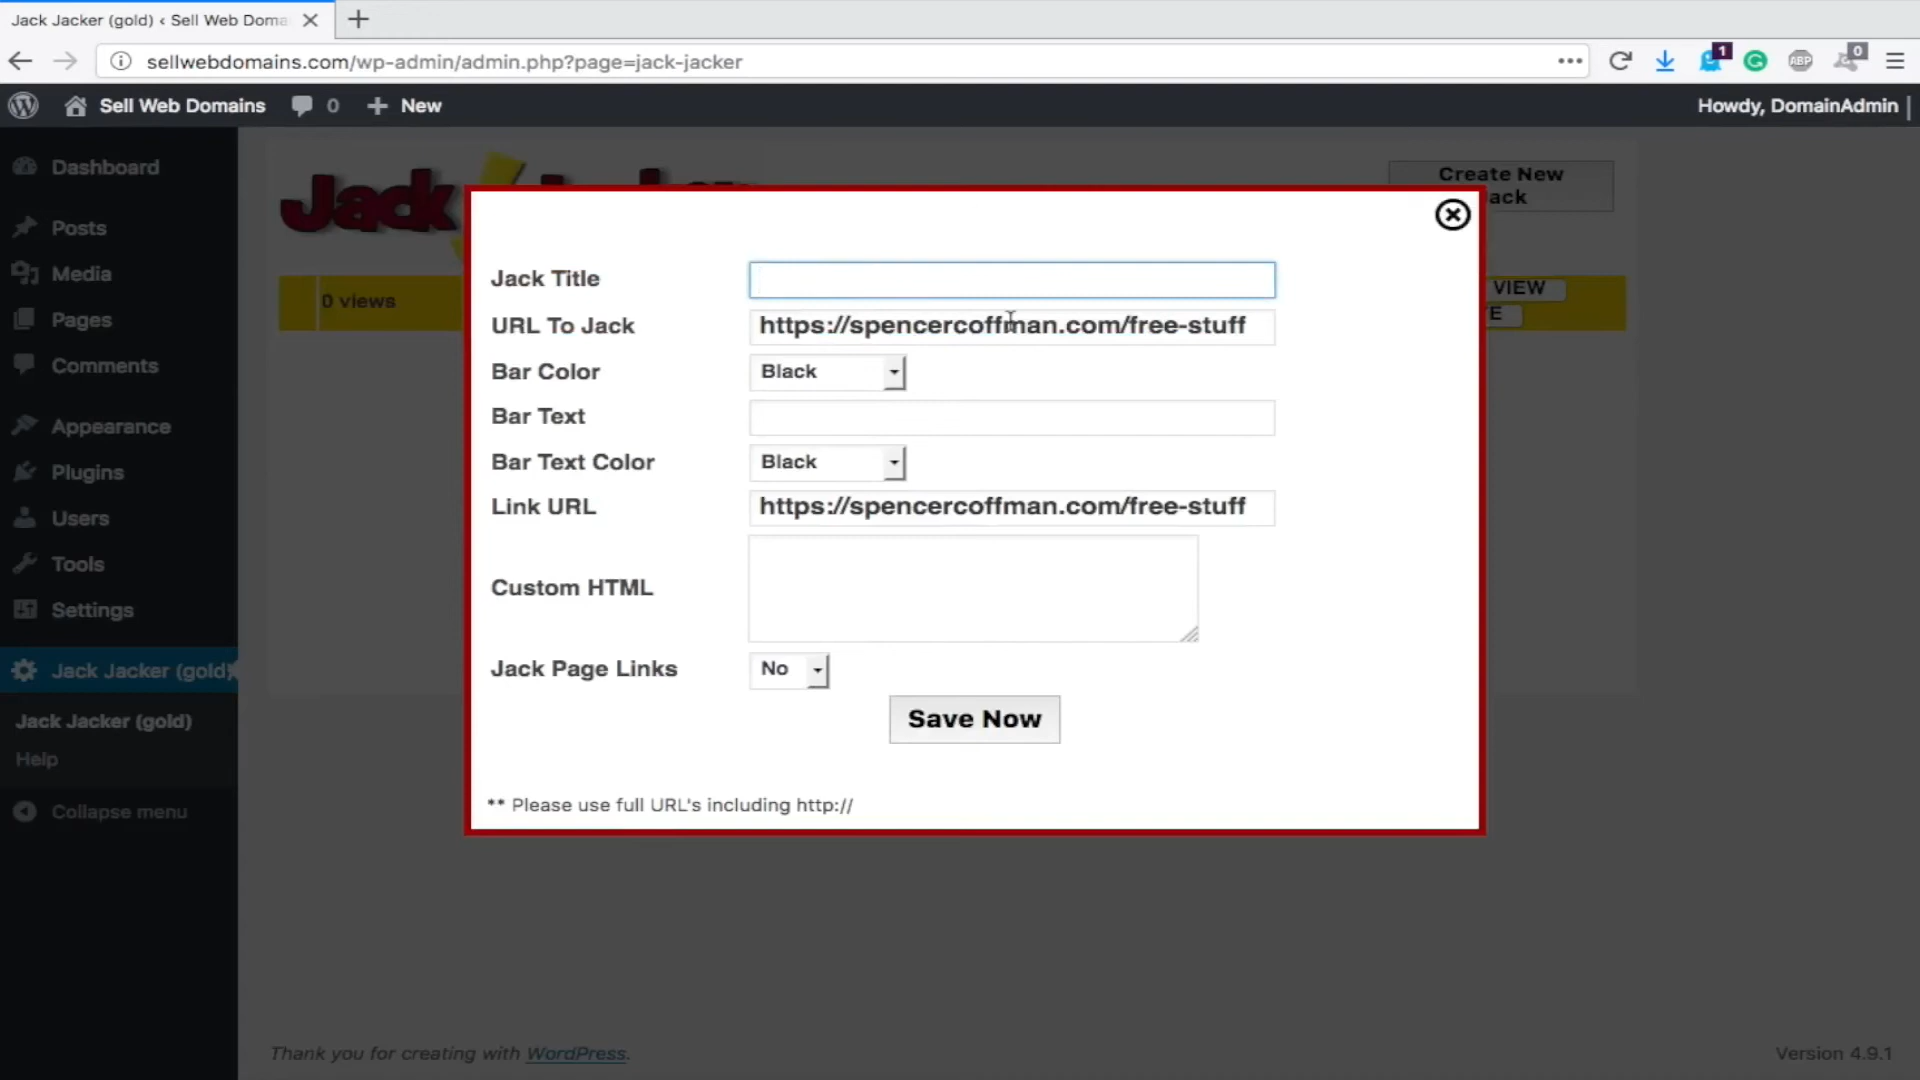 Jack Jacker (gold) ‹ Sell Web Doma
sellwebdomains.com/wp-admin/admin.php?page=jack-jacker
1
ABP
0
Sell Web Domains
0
New
Howdy, DomainAdmin
Dashboard
Posts
Media
Pages
Comments
Appearance
Plugins
Users
Tools
Settings
Jack Jacker (gold)
Jack Jacker (gold)
Help
Collapse menu
Jack
Create New
Jack
0 views
VIEW
Jack Title
URL To Jack https://spencercoffman.com/free-stuff
Bar Color Black
Bar Text
Bar Text Color Black
Link URL https://spencercoffman.com/free-stuff
Custom HTML
Jack Page Links No
Save Now
** Please use full URL's including http://
Thank you for creating with WordPress.
Version 4.9.1